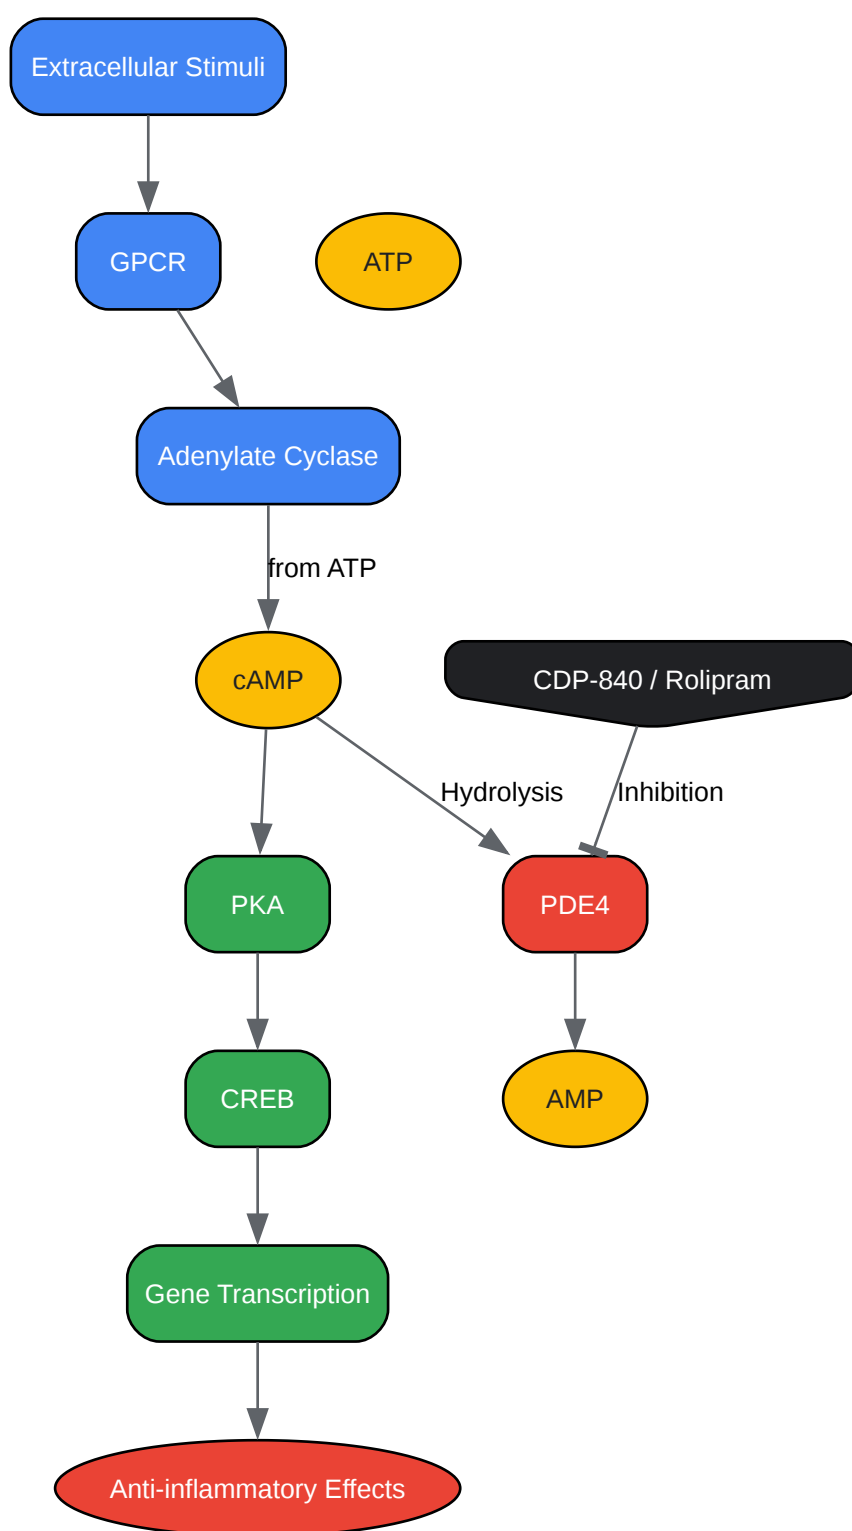 Extracellular Stimuli
GPCR
ATP
Adenylate Cyclase
from ATP
cAMP
CDP-840 / Rolipram
Hydrolysis
Inhibition
PKA
PDE4
CREB
AMP
Gene Transcription
Anti-inflammatory Effects